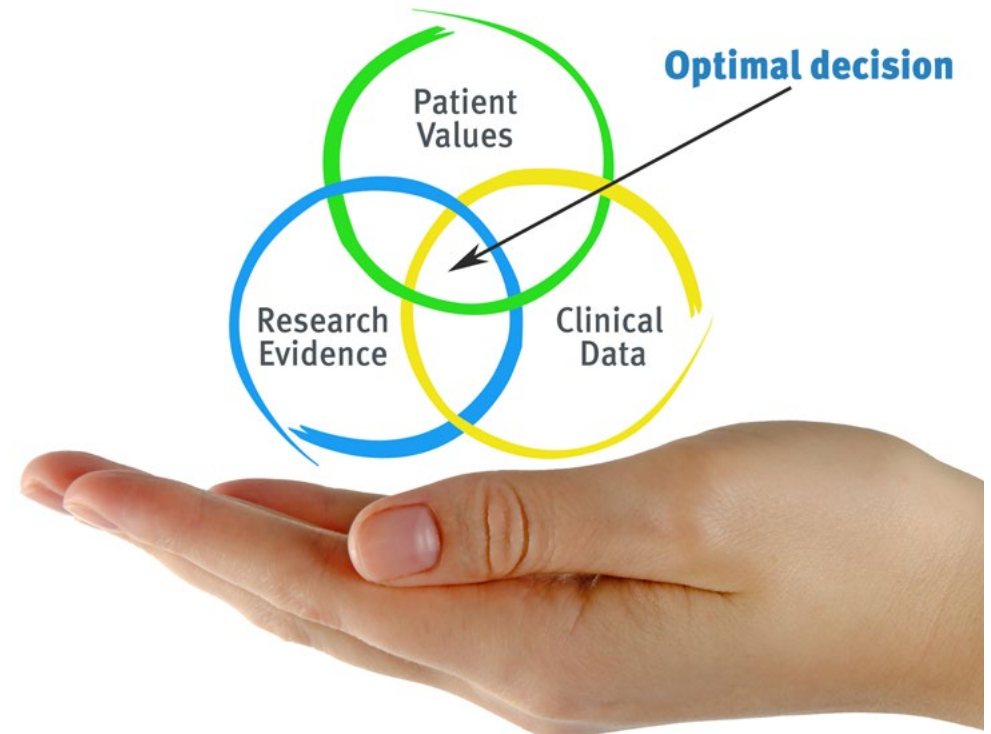 Optimal decision
Patient
Values
Research
Evidence
Clinical
Data